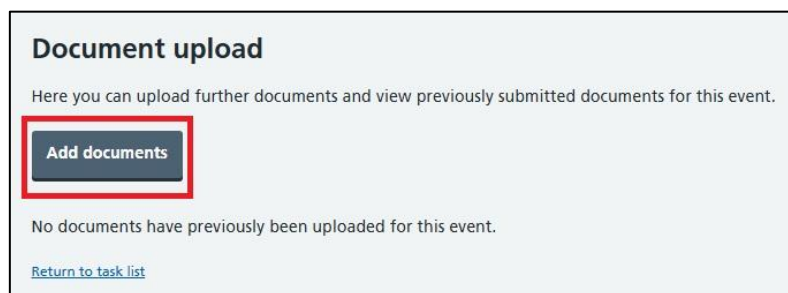 Document upload
Here you can upload further documents and view previously submitted documents for this event.
Add documents
No documents have previously been uploaded for this event.
Return to task list